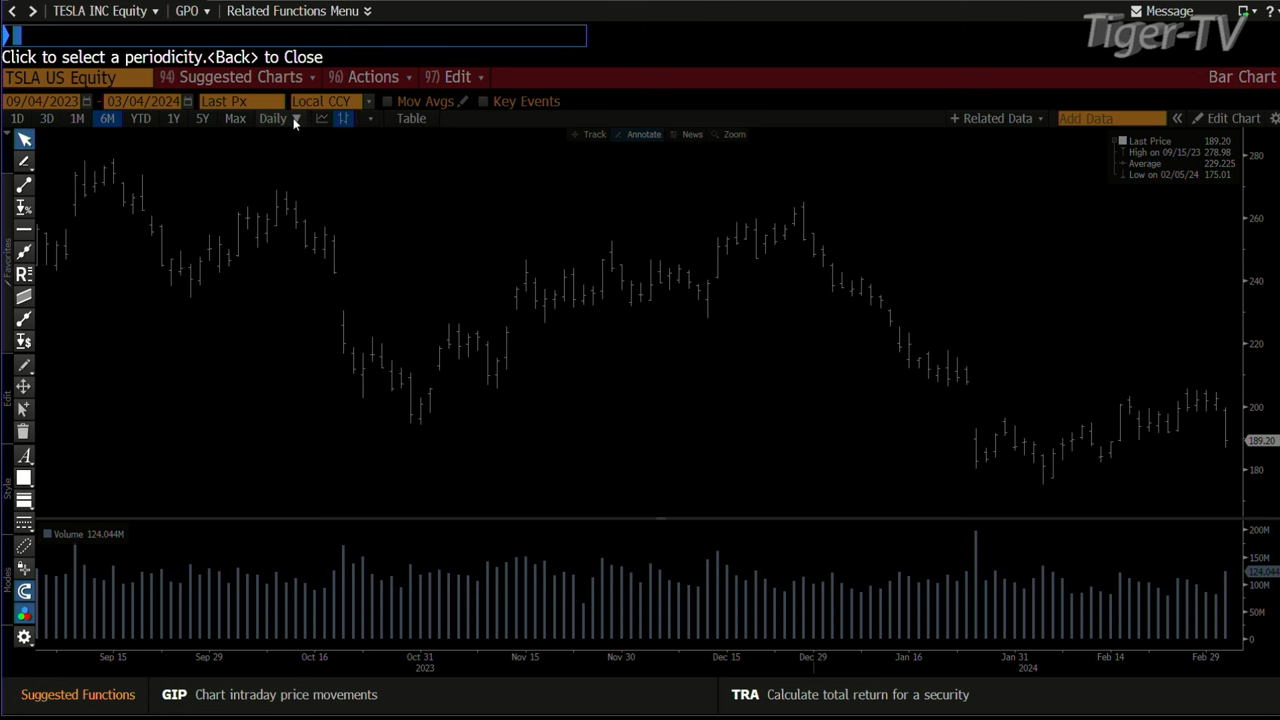 TESLA INC Equity GPO Related Functions Menu Message ?
Tiger-TV
Click to select a periodicity.<Back> to Close
TSLA US Equity 94) Suggested Charts 96) Actions 97) Edit Bar Chart
09/04/2023 - 03/04/2024 Last Px Local CCY Mov Avgs Key Events
1D 3D 1M 6M YTD 1Y 5Y Max Daily Table + Related Data Add Data Edit Chart
Track Annotate News Zoom
Last Price 189.20
High on 09/15/23 278.98
Average 229.225
Low on 02/05/24 175.01
280
260
240
220
200
189.20
180
Favorites
Edit
Style
Modes
Volume 124.044M
200M
150M
124.044
100M
50M
0
Sep 15 Sep 29 Oct 16 Oct 31 Nov 15 Nov 30 Dec 15 Dec 29 Jan 16 Jan 31 Feb 14 Feb 29
2023 2024
Suggested Functions GIP Chart intraday price movements TRA Calculate total return for a security